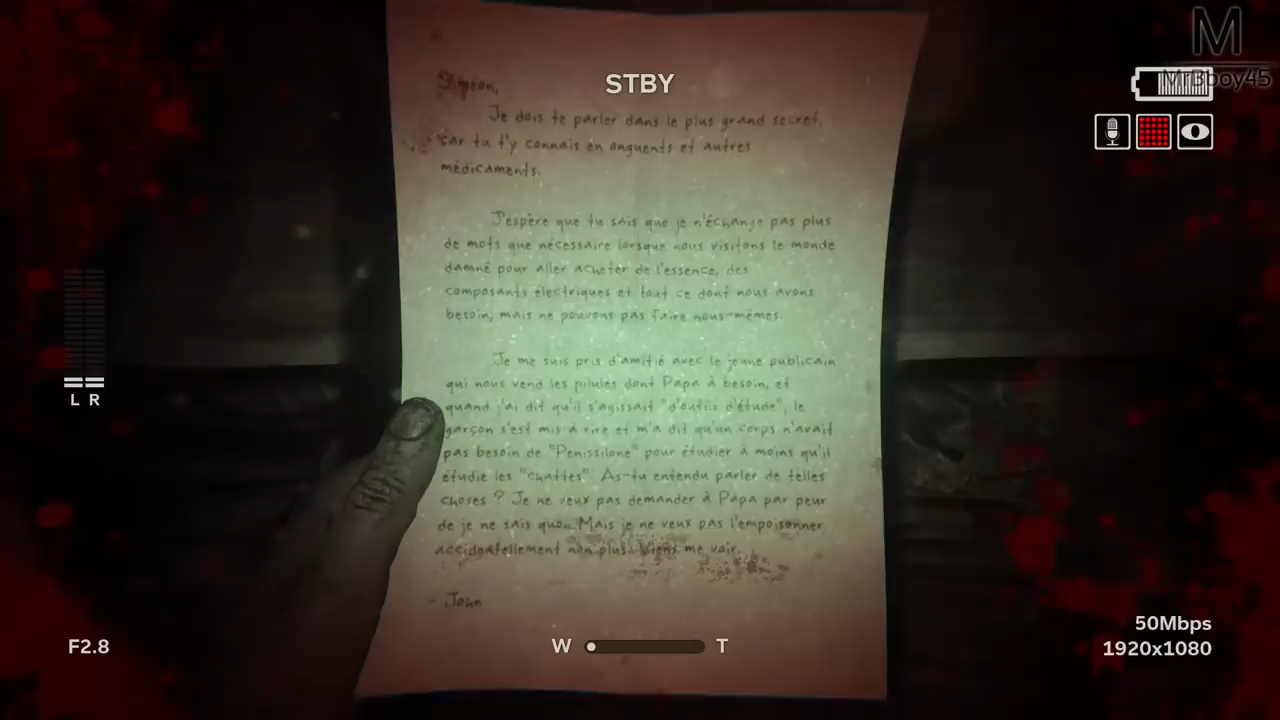 M
MrBboy45
STBY
Siméon,
Je dois te parler dans le plus grand secret,
car tu t'y connais en onguents et autres
médicaments.
J'espère que tu sais que je n'échange pas plus
de mots que nécessaire lorsque nous visitons le monde
damné pour aller acheter de l'essence, des
composants électriques et tout ce dont nous avons
besoin, mais ne pouvons pas faire nous-mêmes.
Je me suis pris d'amitié avec le jeune publicain
qui nous vend les pilules dont Papa à besoin, et
quand j'ai dit qu'il s'agissait "d'outils d'étude", le
garçon s'est mis à rire et m'a dit qu'un corps n'avait
pas besoin de "Penissilone" pour étudier à moins qu'il
étudie les "chattes". As-tu entendu parler de telles
choses ? Je ne veux pas demander à Papa par peur
de je ne sais quoi... Mais je ne veux pas l'empoisonner
accidentellement non plus. Viens me voir.
- John
L R
F2.8
W T
50Mbps
1920x1080